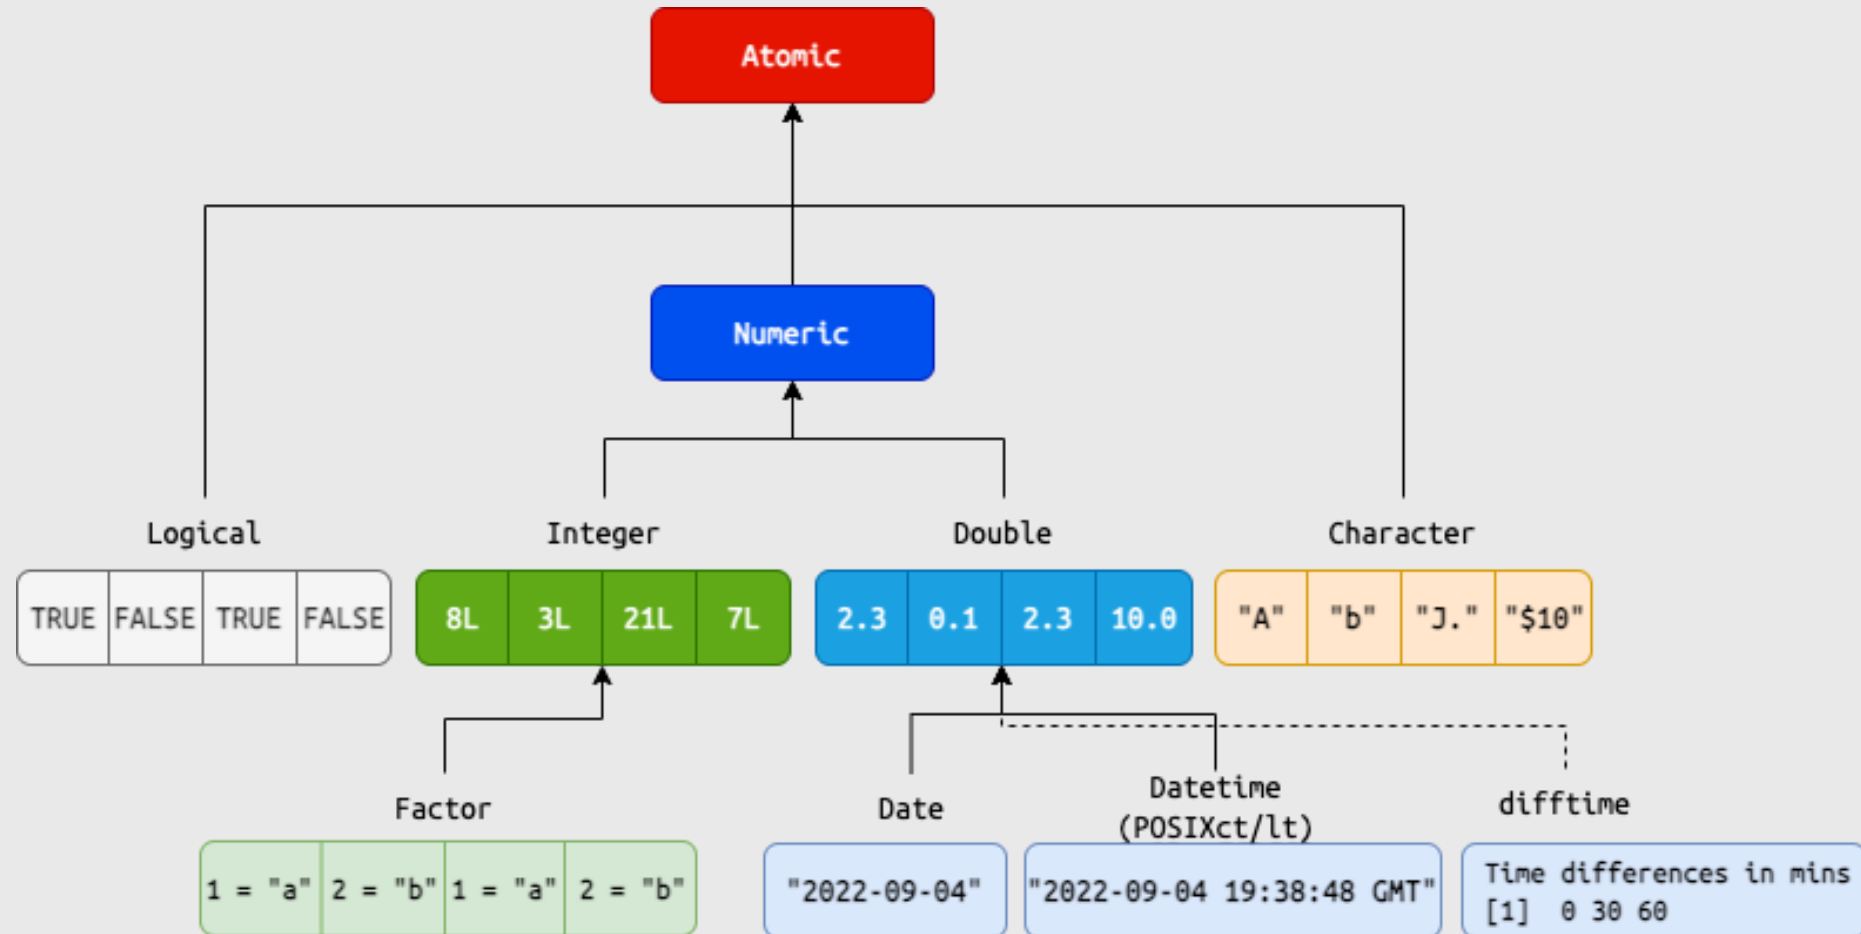 Atomic
Numeric
Logical
Integer
Double
Character
TRUE FALSE TRUE FALSE
8L 3L 21L 7L
2.3 0.1 2.3 10.0
"A" "b" "J." "$10"
Factor
Date
Datetime
(POSIXct/lt)
difftime
1 = "a" 2 = "b" 1 = "a" 2 = "b"
"2022-09-04"
"2022-09-04 19:38:48 GMT"
Time differences in mins
[1]  0 30 60